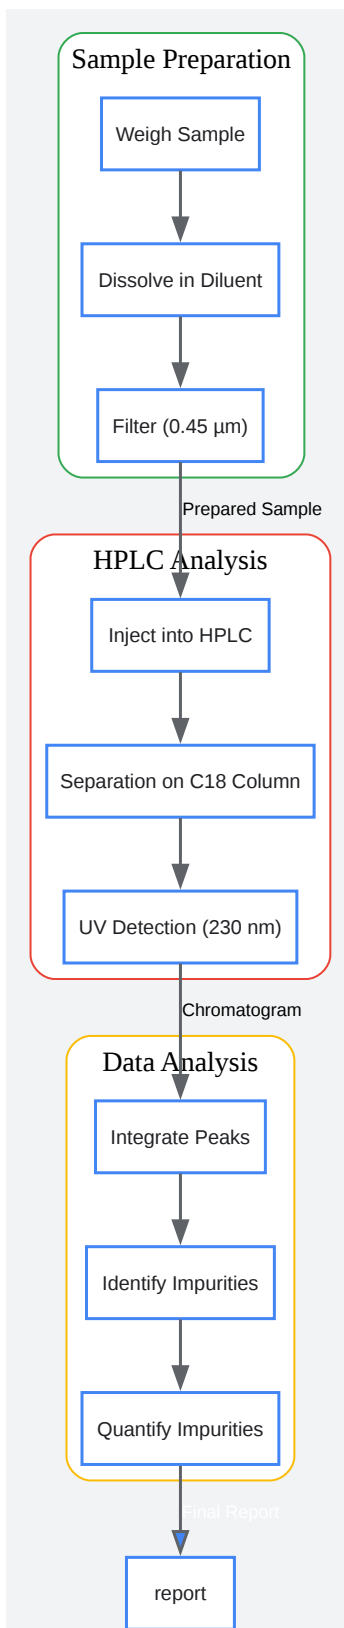 Sample Preparation
Weigh Sample
Dissolve in Diluent
Filter (0.45 µm)
Prepared Sample
HPLC Analysis
Inject into HPLC
Separation on C18 Column
UV Detection (230 nm)
Chromatogram
Data Analysis
Integrate Peaks
Identify Impurities
Quantify Impurities
Final Report
report